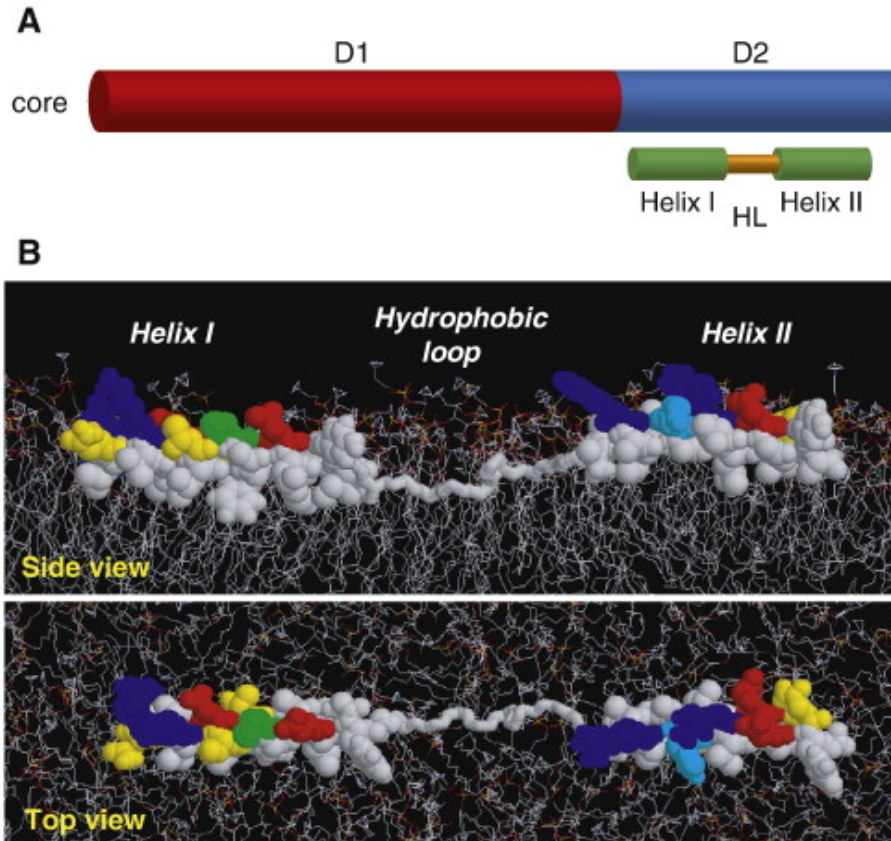 A
D1 D2
core
Helix I HL Helix II
B
Helix I Hydrophobic loop Helix II
Side view
Top view